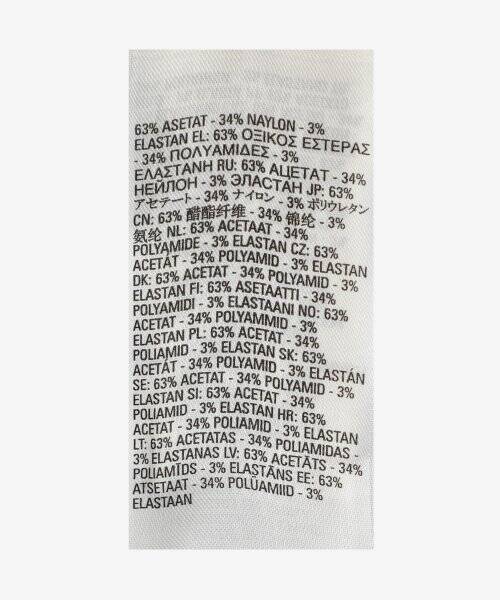 63% ASETAT - 34% NAYLON - 3%
ELASTAN EL: 63% ΟΞΙΚΟΣ ΕΣΤΕΡΑΣ
- 34% ΠΟΛΥΑΜΙΔΕΣ - 3%
ΕΛΑΣΤΑΝΗ RU: 63% АЦЕТАТ - 34%
НЕЙЛОН - 3% ЭЛАСТАН JP: 63%
アセテート - 34% ナイロン - 3% ポリウレタン
CN: 63% 醋酯纤维 - 34% 锦纶 - 3%
氨纶 NL: 63% ACETAAT - 34%
POLYAMIDE - 3% ELASTAN CZ: 63%
ACETÁT - 34% POLYAMID - 3% ELASTAN
DK: 63% ACETAT - 34% POLYAMID - 3%
ELASTAN FI: 63% ASETAATTI - 34%
POLYAMIDI - 3% ELASTAANI NO: 63%
ACETAT - 34% POLYAMMID - 3%
ELASTAN PL: 63% ACETAT - 34%
POLIAMID - 3% ELASTAN SK: 63%
ACETÁT - 34% POLYAMID - 3% ELASTÁN
SE: 63% ACETAT - 34% POLYAMID - 3%
ELASTAN SI: 63% ACETAT - 34%
POLIAMID - 3% ELASTAN HR: 63%
ACETAT - 34% POLIAMID - 3% ELASTAN
LT: 63% ACETATAS - 34% POLIAMIDAS -
3% ELASTANAS LV: 63% ACETĀTS - 34%
POLIAMĪDS - 3% ELASTĀNS EE: 63%
ATSETAAT - 34% POLÜAMIID - 3%
ELASTAAN